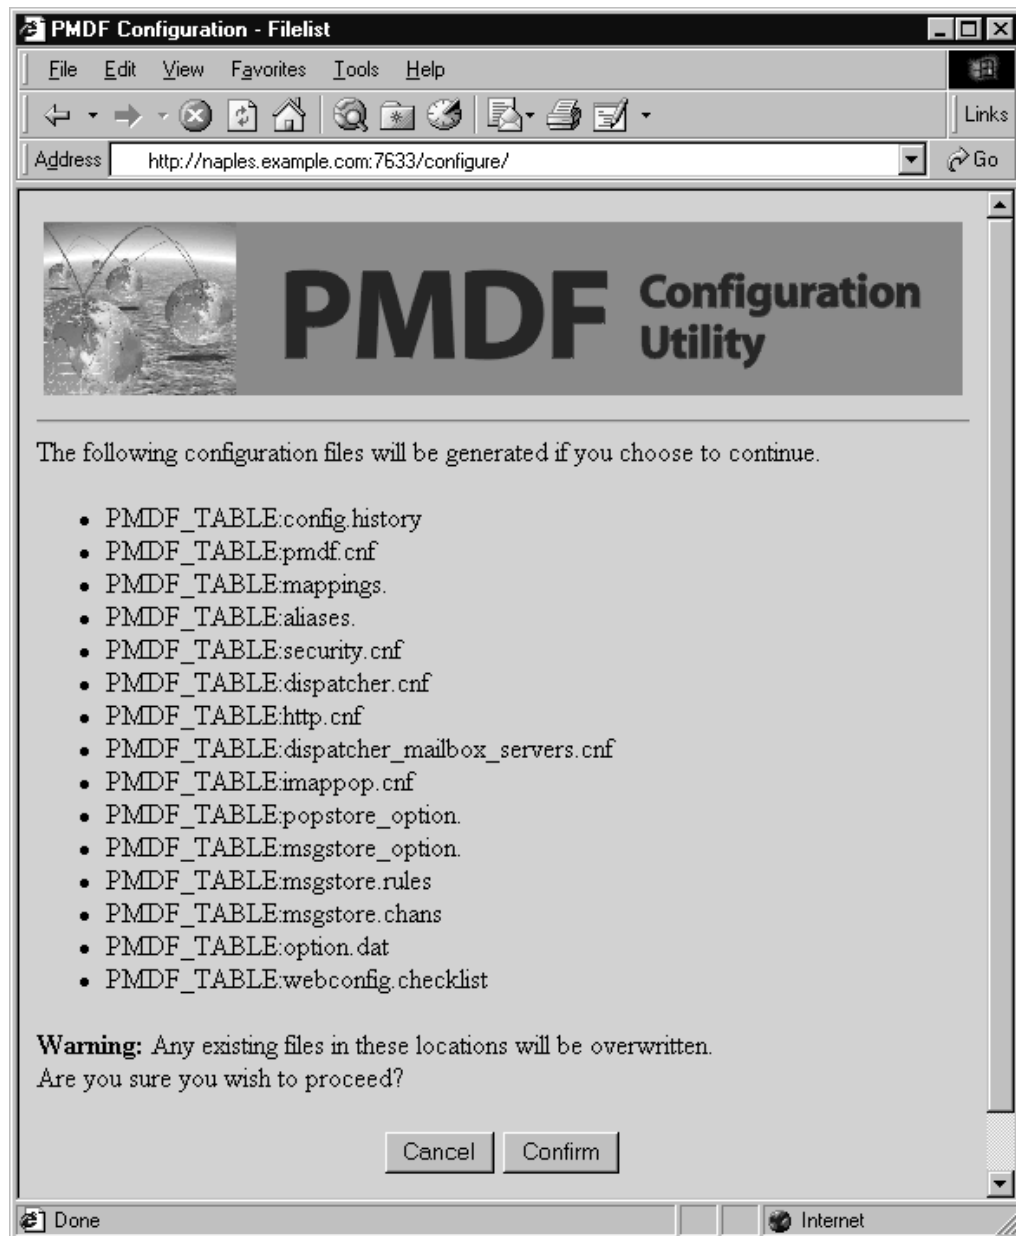 PMDF Configuration - Filelist
File Edit View Favorites Tools Help
Links
Address http://naples.example.com:7633/configure/ Go
PMDF Configuration
Utility
The following configuration files will be generated if you choose to continue.
• PMDF_TABLE:config.history
• PMDF_TABLE:pmdf.cnf
• PMDF_TABLE:mappings.
• PMDF_TABLE:aliases.
• PMDF_TABLE:security.cnf
• PMDF_TABLE:dispatcher.cnf
• PMDF_TABLE:http.cnf
• PMDF_TABLE:dispatcher_mailbox_servers.cnf
• PMDF_TABLE:imappop.cnf
• PMDF_TABLE:popstore_option.
• PMDF_TABLE:msgstore_option.
• PMDF_TABLE:msgstore.rules
• PMDF_TABLE:msgstore.chans
• PMDF_TABLE:option.dat
• PMDF_TABLE:webconfig.checklist
Warning: Any existing files in these locations will be overwritten.
Are you sure you wish to proceed?
Cancel Confirm
Done Internet